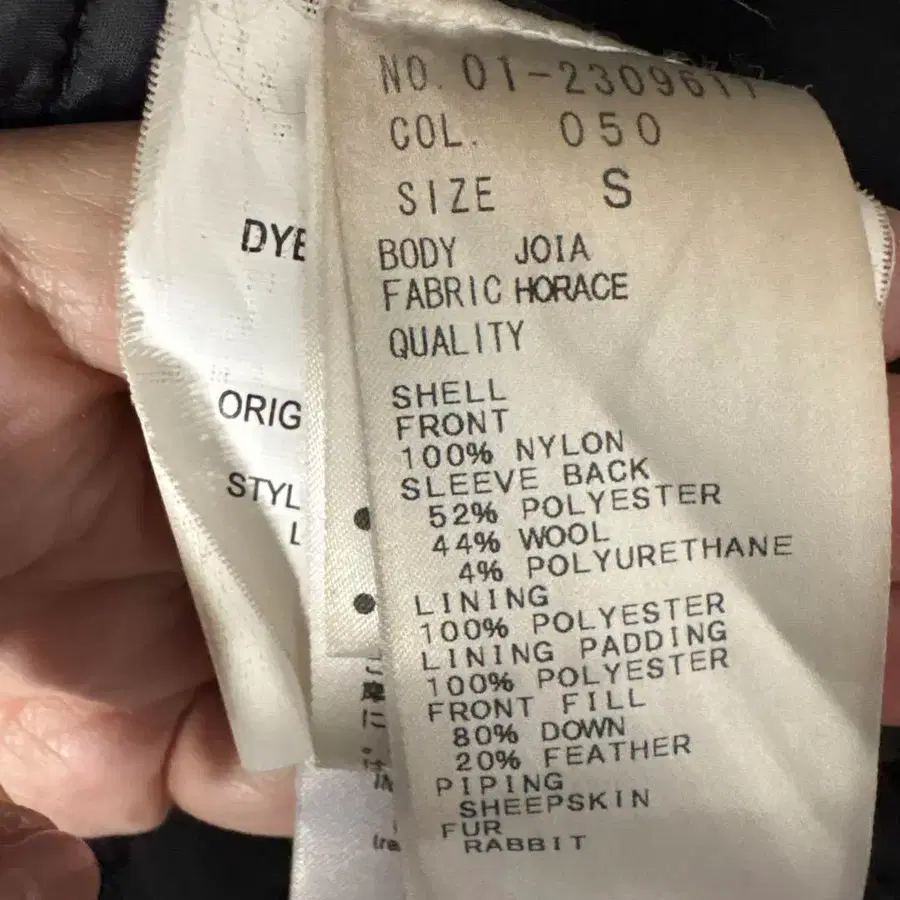 NO. 01-2309611
COL. 050
SIZE S
BODY JOIA
FABRIC HORACE
QUALITY
SHELL
FRONT
100% NYLON
SLEEVE BACK
52% POLYESTER
44% WOOL
4% POLYURETHANE
LINING
100% POLYESTER
LINING PADDING
100% POLYESTER
FRONT FILL
80% DOWN
20% FEATHER
PIPING
SHEEPSKIN
FUR
RABBIT
DYE
ORIG
STYL
L